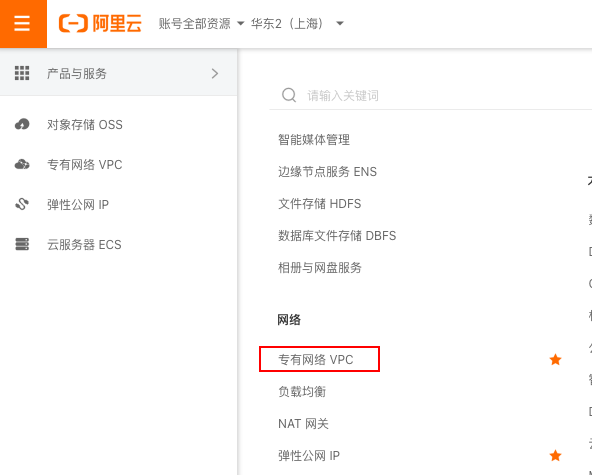 阿里云 账号全部资源 华东2（上海）
产品与服务
对象存储 OSS
专有网络 VPC
弹性公网 IP
云服务器 ECS
请输入关键词
智能媒体管理
边缘节点服务 ENS
文件存储 HDFS
数据库文件存储 DBFS
相册与网盘服务
网络
专有网络 VPC
负载均衡
NAT 网关
弹性公网 IP